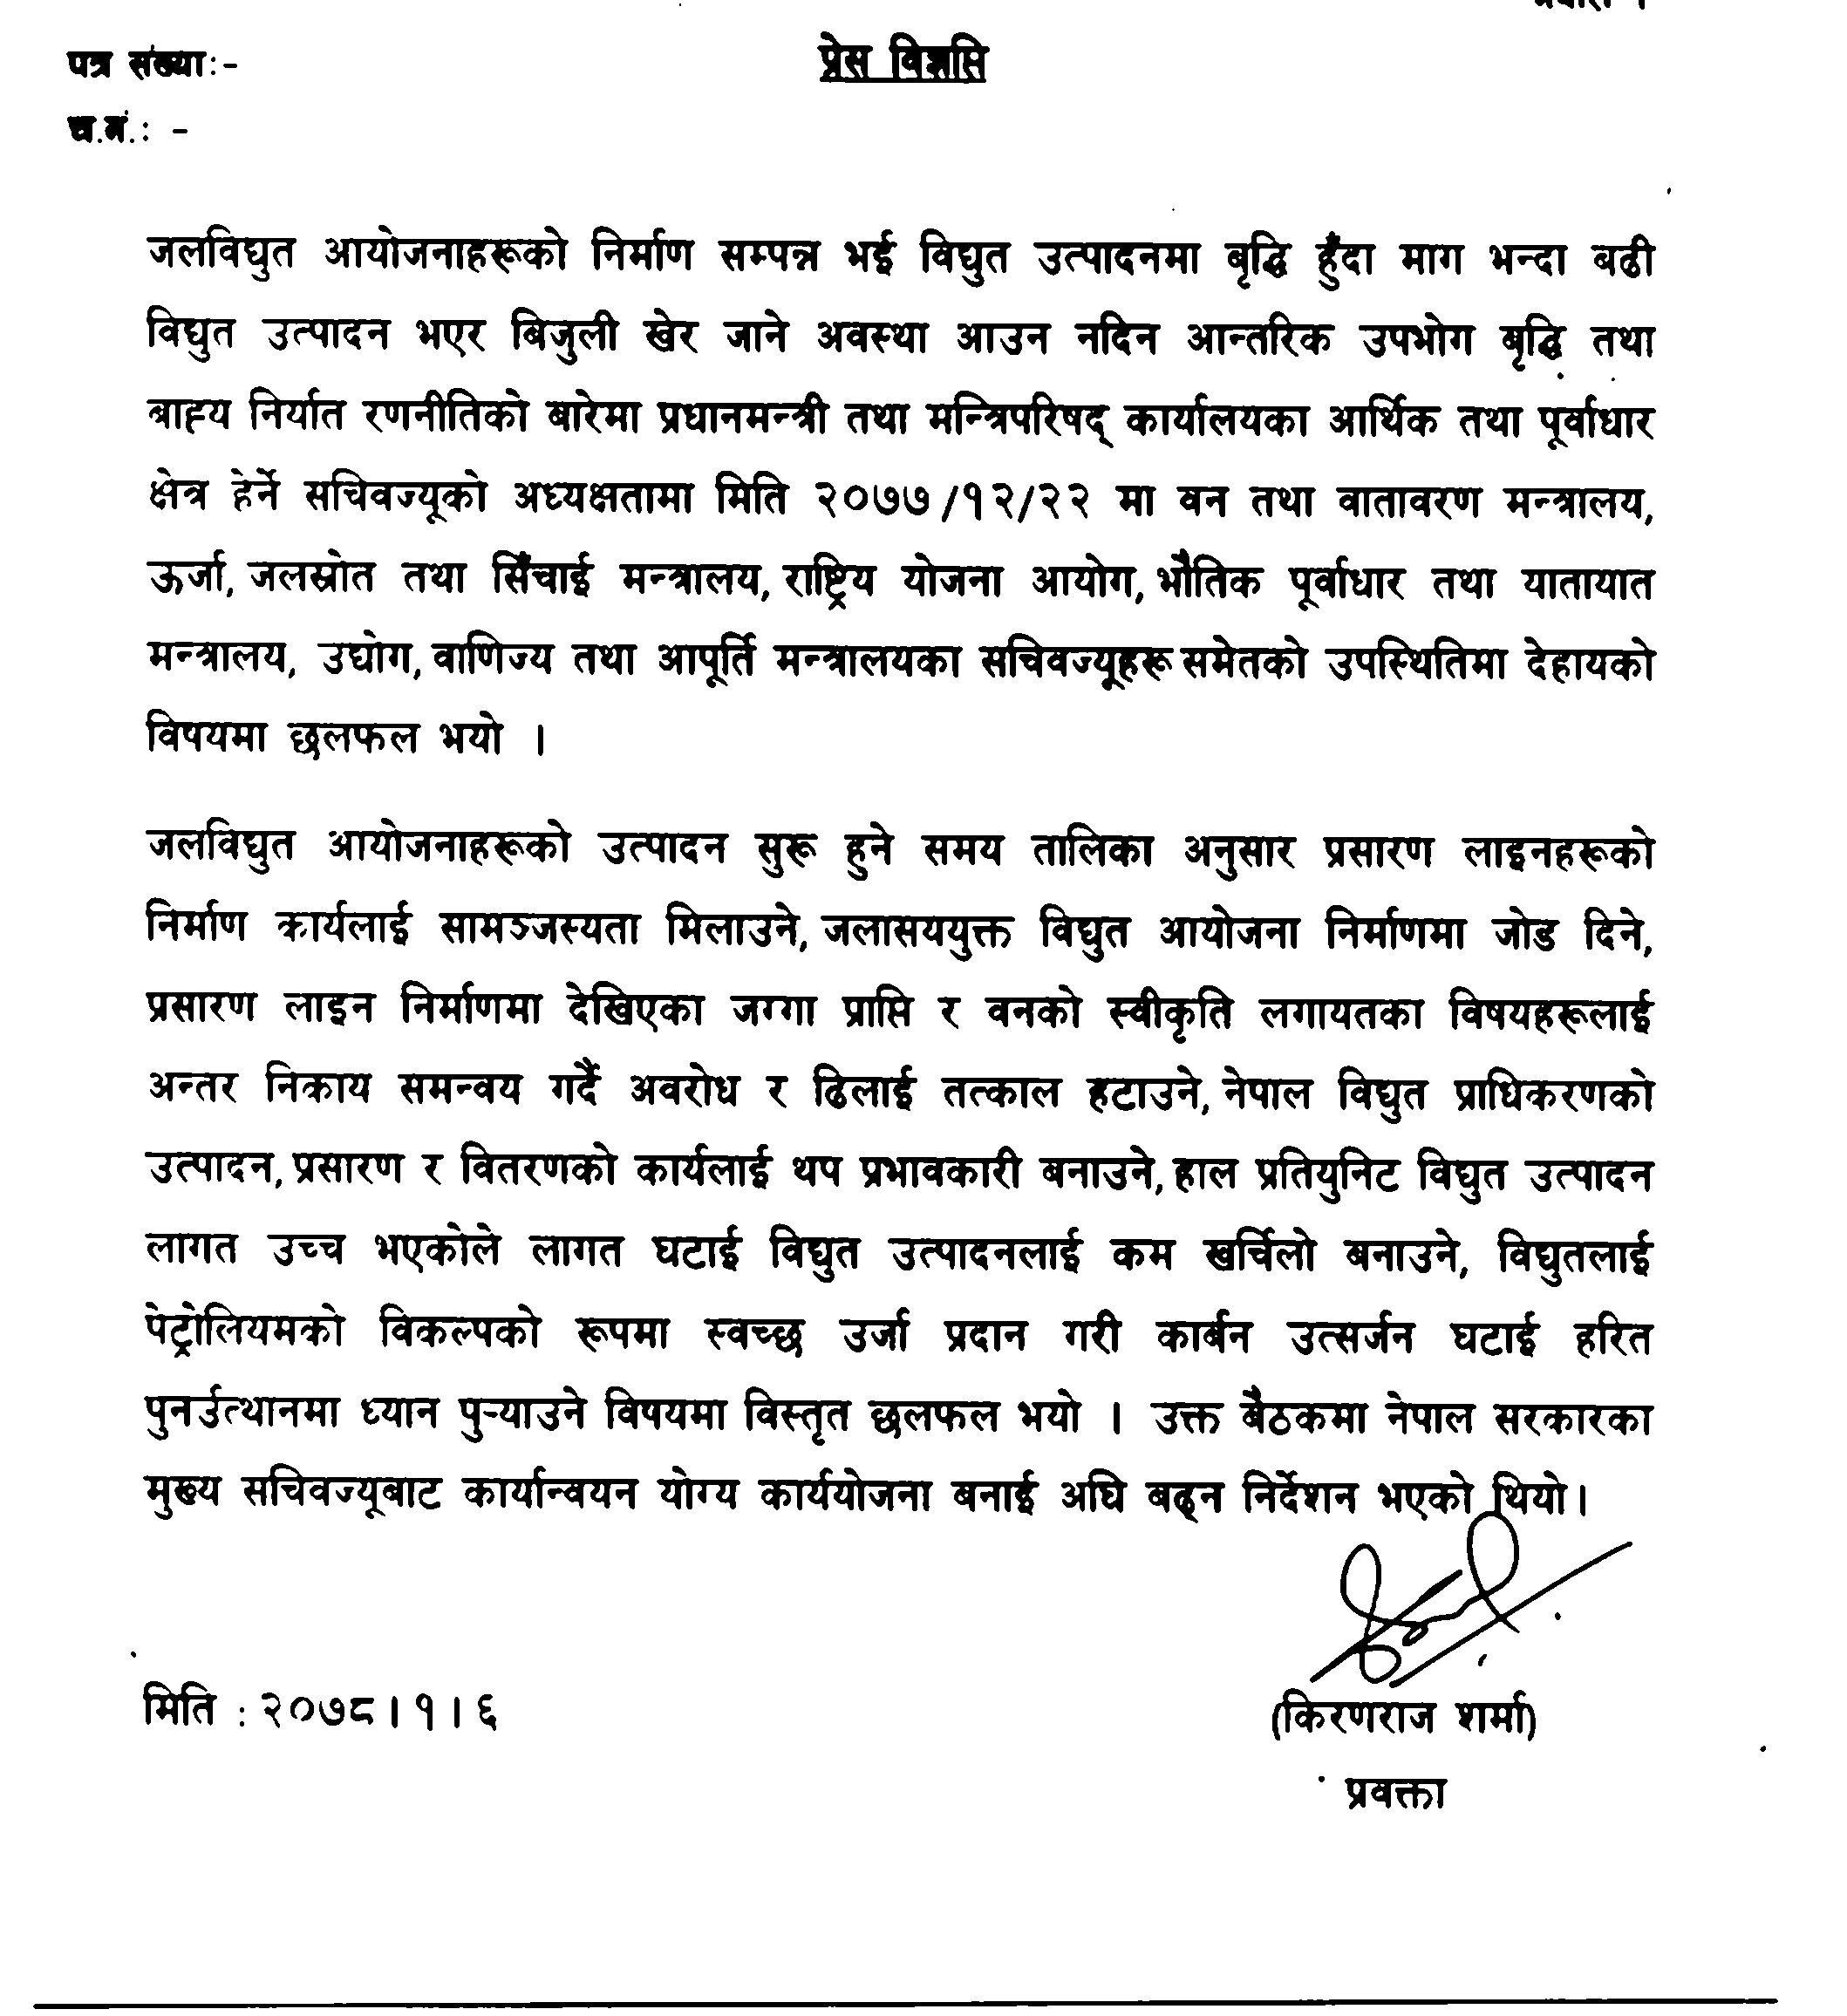 पत्र संख्या:-
प्रेस विज्ञप्ति
च.नं.: -
जलविद्युत आयोजनाहरूको निर्माण सम्पन्न भई विद्युत उत्पादनमा बृद्धि हुँदा माग भन्दा बढी
विद्युत उत्पादन भएर बिजुली खेर जाने अवस्था आउन नदिन आन्तरिक उपभोग बृद्धि तथा
बाह्य निर्यात रणनीतिको बारेमा प्रधानमन्त्री तथा मन्त्रिपरिषद् कार्यालयका आर्थिक तथा पूर्वाधार
क्षेत्र हेर्ने सचिवज्यूको अध्यक्षतामा मिति २०७७/१२/२२ मा वन तथा वातावरण मन्त्रालय,
ऊर्जा, जलस्रोत तथा सिँचाई मन्त्रालय, राष्ट्रिय योजना आयोग, भौतिक पूर्वाधार तथा यातायात
मन्त्रालय, उद्योग, वाणिज्य तथा आपूर्ति मन्त्रालयका सचिवज्यूहरू समेतको उपस्थितिमा देहायको
विषयमा छलफल भयो ।
जलविद्युत आयोजनाहरूको उत्पादन सुरू हुने समय तालिका अनुसार प्रसारण लाइनहरूको
निर्माण कार्यलाई सामञ्जस्यता मिलाउने, जलासययुक्त विद्युत आयोजना निर्माणमा जोड दिने,
प्रसारण लाइन निर्माणमा देखिएका जग्गा प्राप्ति र वनको स्वीकृति लगायतका विषयहरूलाई
अन्तर निकाय समन्वय गर्दै अवरोध र ढिलाई तत्काल हटाउने, नेपाल विद्युत प्राधिकरणको
उत्पादन, प्रसारण र वितरणको कार्यलाई थप प्रभावकारी बनाउने, हाल प्रतियुनिट विद्युत उत्पादन
लागत उच्च भएकोले लागत घटाई विद्युत उत्पादनलाई कम खर्चिलो बनाउने, विद्युतलाई
पेट्रोलियमको विकल्पको रूपमा स्वच्छ उर्जा प्रदान गरी कार्बन उत्सर्जन घटाई हरित
पुनर्उत्थानमा ध्यान पुर्‍याउने विषयमा विस्तृत छलफल भयो । उक्त बैठकमा नेपाल सरकारका
मुख्य सचिवज्यूबाट कार्यान्वयन योग्य कार्ययोजना बनाई अघि बढ्न निर्देशन भएको थियो।
मिति : २०७८।१।६
(किरणराज शर्मा)
प्रवक्ता